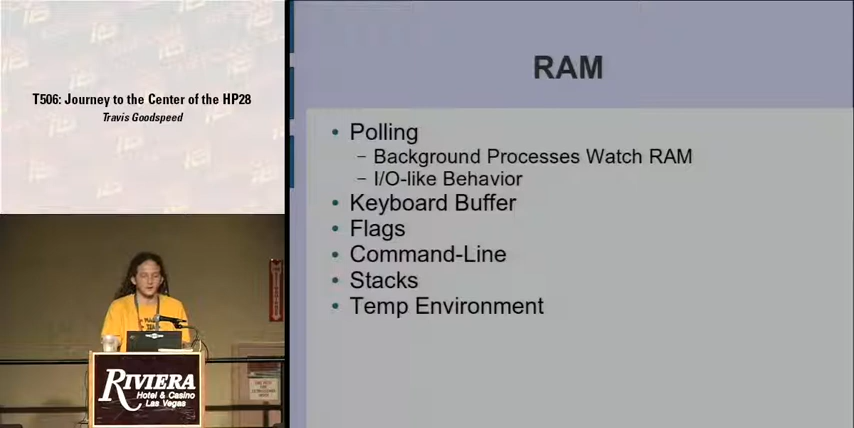 T506: Journey to the Center of the HP28
Travis Goodspeed
RAM
• Polling
– Background Processes Watch RAM
– I/O-like Behavior
• Keyboard Buffer
• Flags
• Command-Line
• Stacks
• Temp Environment
RIVIERA
Hotel & Casino
Las Vegas